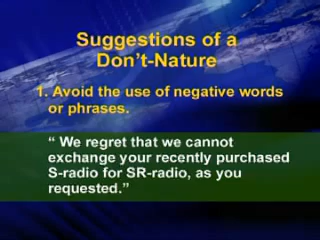 Suggestions of a
Don't-Nature
1. Avoid the use of negative words
or phrases.
“ We regret that we cannot
exchange your recently purchased
S-radio for SR-radio, as you
requested.”